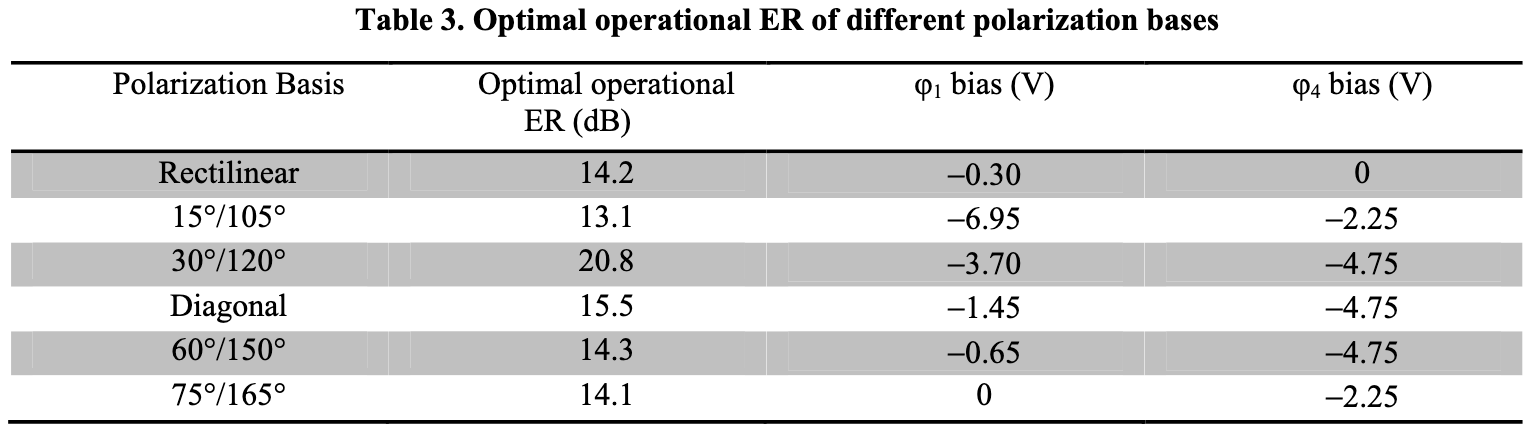 Table 3. Optimal operational ER of different polarization bases
Polarization Basis Optimal operational ER (dB) φ₁ bias (V) φ₄ bias (V)
Rectilinear 14.2 –0.30 0
15°/105° 13.1 –6.95 –2.25
30°/120° 20.8 –3.70 –4.75
Diagonal 15.5 –1.45 –4.75
60°/150° 14.3 –0.65 –4.75
75°/165° 14.1 0 –2.25